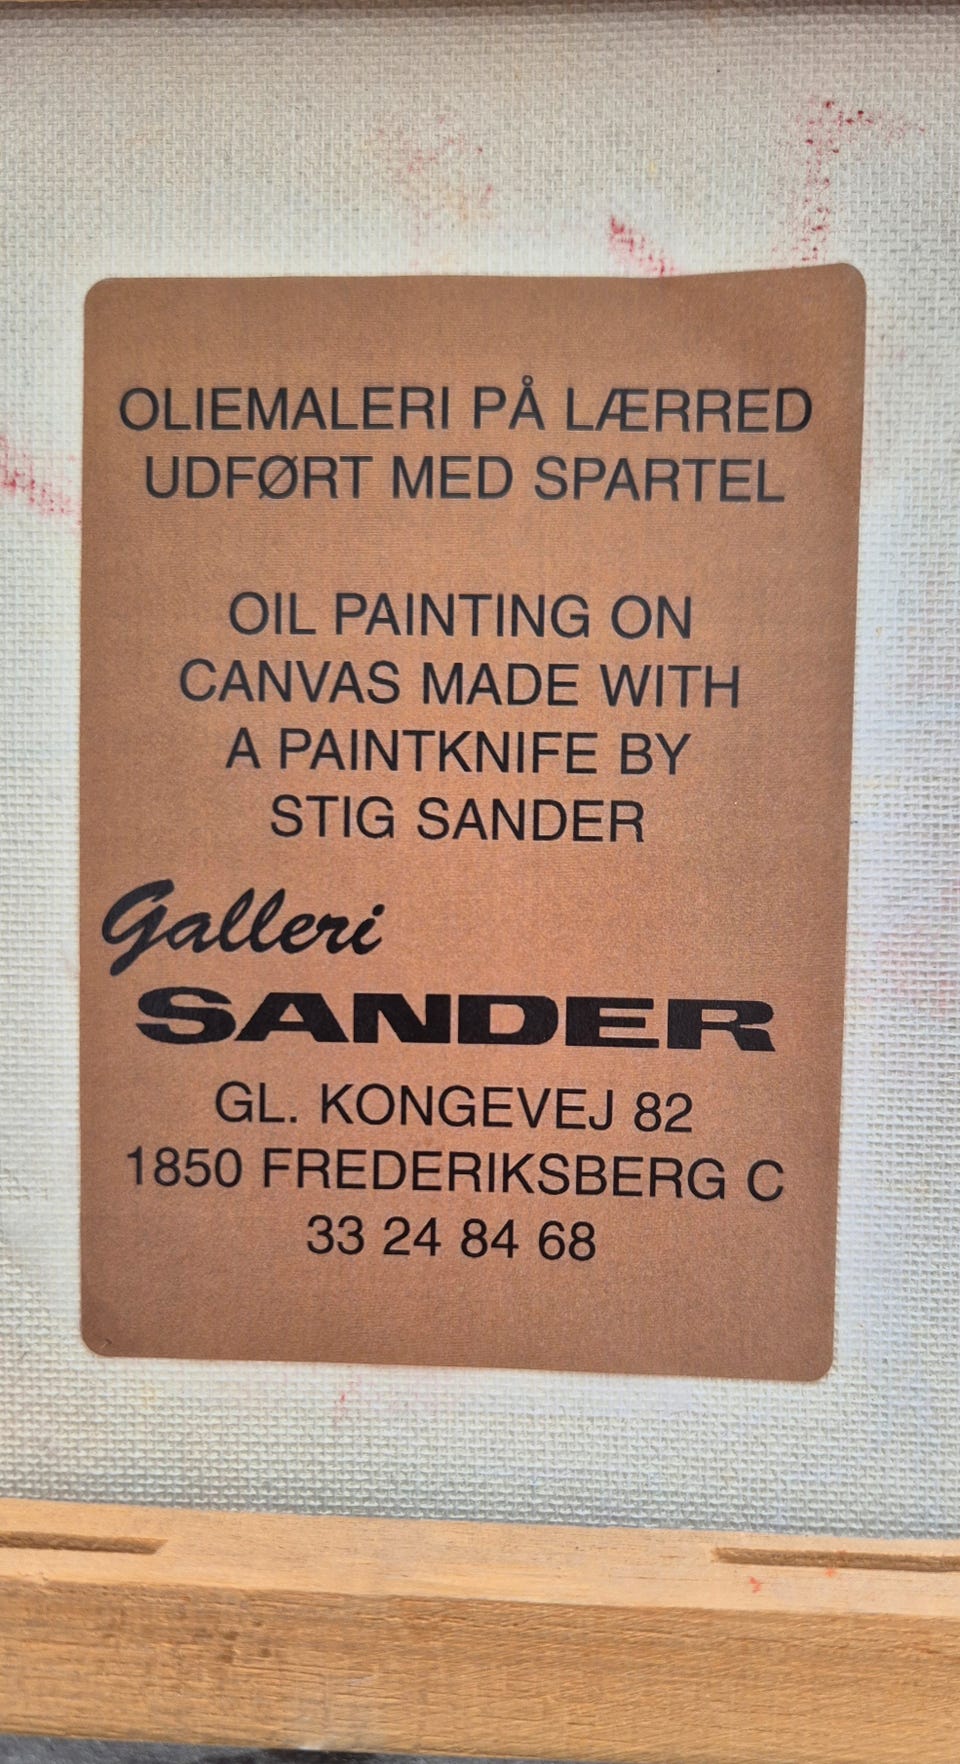 OLIEMALERI PÅ LÆRRED
UDFØRT MED SPARTEL
OIL PAINTING ON
CANVAS MADE WITH
A PAINTKNIFE BY
STIG SANDER
Galleri
SANDER
GL. KONGEVEJ 82
1850 FREDERIKSBERG C
33 24 84 68